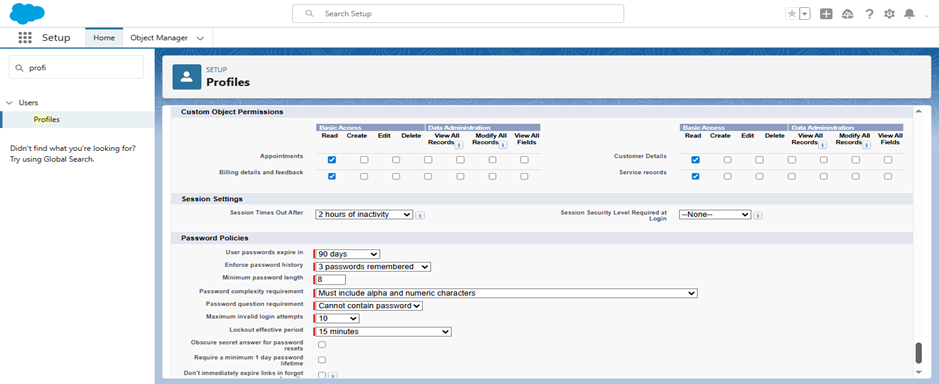 Search Setup
Setup Home Object Manager
profi
Users
Profiles
Didn't find what you're looking for?
Try using Global Search.
SETUP
Profiles
Custom Object Permissions
Basic Access Data Administration Basic Access Data Administration
Read Create Edit Delete View All Records Modify All Records View All Fields Read Create Edit Delete View All Records Modify All Records View All Fields
Appointments Customer Details
Billing details and feedback Service records
Session Settings
Session Times Out After 2 hours of inactivity Session Security Level Required at Login --None--
Password Policies
User passwords expire in 90 days
Enforce password history 3 passwords remembered
Minimum password length 8
Password complexity requirement Must include alpha and numeric characters
Password question requirement Cannot contain password
Maximum invalid login attempts 10
Lockout effective period 15 minutes
Obscure secret answer for password resets
Require a minimum 1 day password lifetime
Don't immediately expire links in forgot